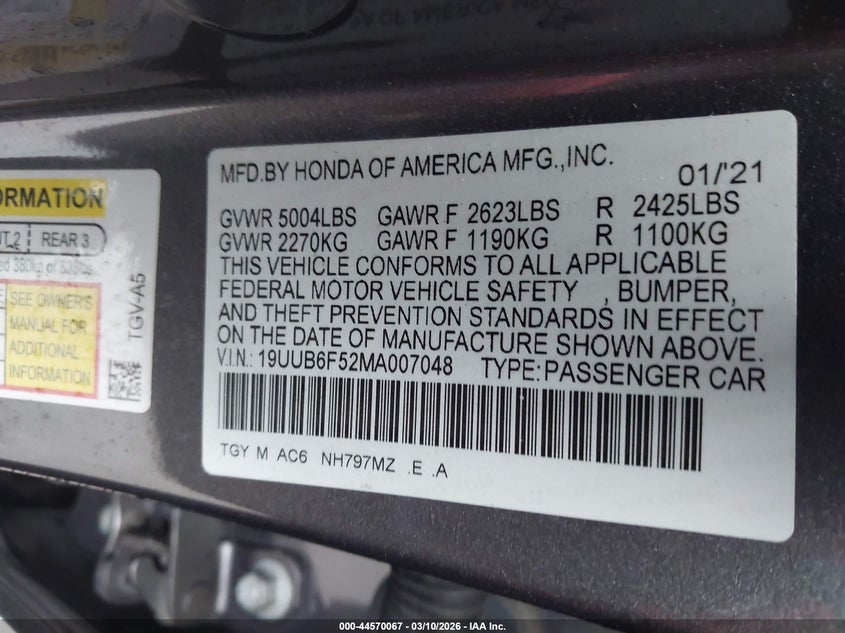 MFD.BY HONDA OF AMERICA MFG.,INC. 01/'21
GVWR 5004LBS GAWR F 2623LBS R 2425LBS
GVWR 2270KG GAWR F 1190KG R 1100KG
THIS VEHICLE CONFORMS TO ALL APPLICABLE
FEDERAL MOTOR VEHICLE SAFETY , BUMPER,
AND THEFT PREVENTION STANDARDS IN EFFECT
ON THE DATE OF MANUFACTURE SHOWN ABOVE.
V.I.N.: 19UUB6F52MA007048 TYPE:PASSENGER CAR
TGY M AC6 NH797MZ .E .A
REAR 3
380kg or 838lbs
SEE OWNER'S
MANUAL FOR
ADDITIONAL
INFORMATION
TGV-A5
000-44570067 — 03/10/2026 — IAA Inc.